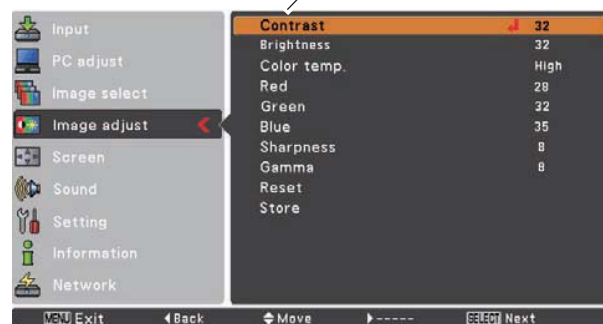 Input
PC adjust
Image select
Image adjust
Screen
Sound
Setting
Information
Network
Contrast 32
Brightness 32
Color temp. High
Red 28
Green 32
Blue 35
Sharpness 8
Gamma 8
Reset
Store
MENU Exit Back Move ----- SELECT Next